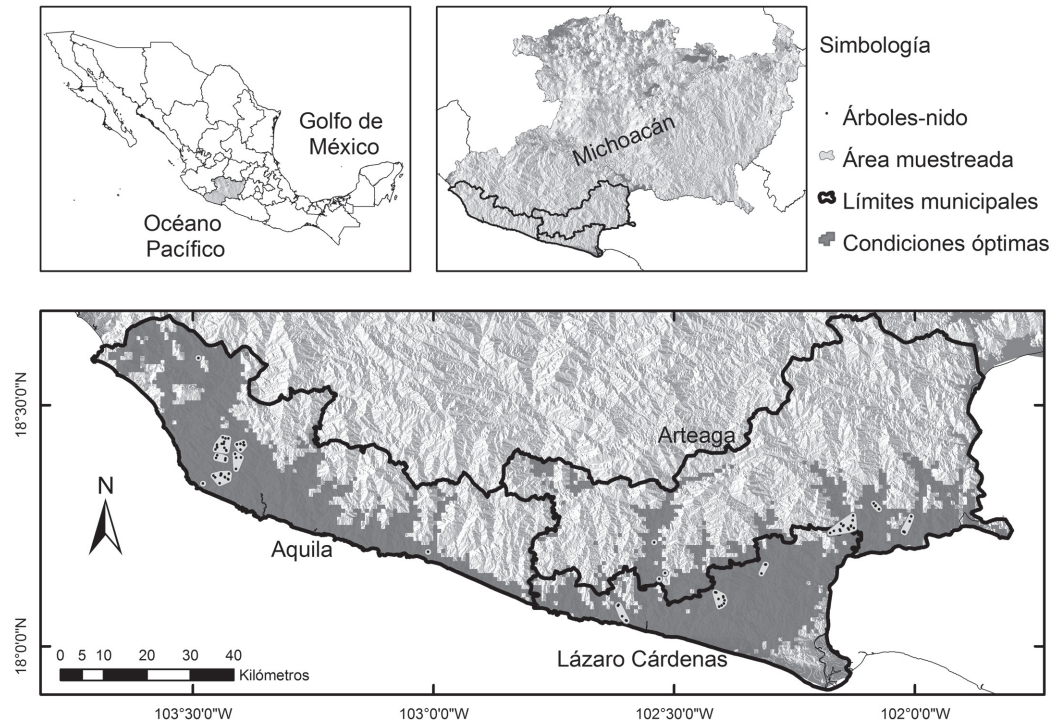 Golfo de
México
Océano
Pacífico
Michoacán
Simbología
Árboles-nido
Área muestreada
Límites municipales
Condiciones óptimas
18°30'0"N
18°0'0"N
N
Arteaga
Aquila
Lázaro Cárdenas
0 5 10 20 30 40
Kilómetros
103°30'0"W 103°0'0"W 102°30'0"W 102°0'0"W